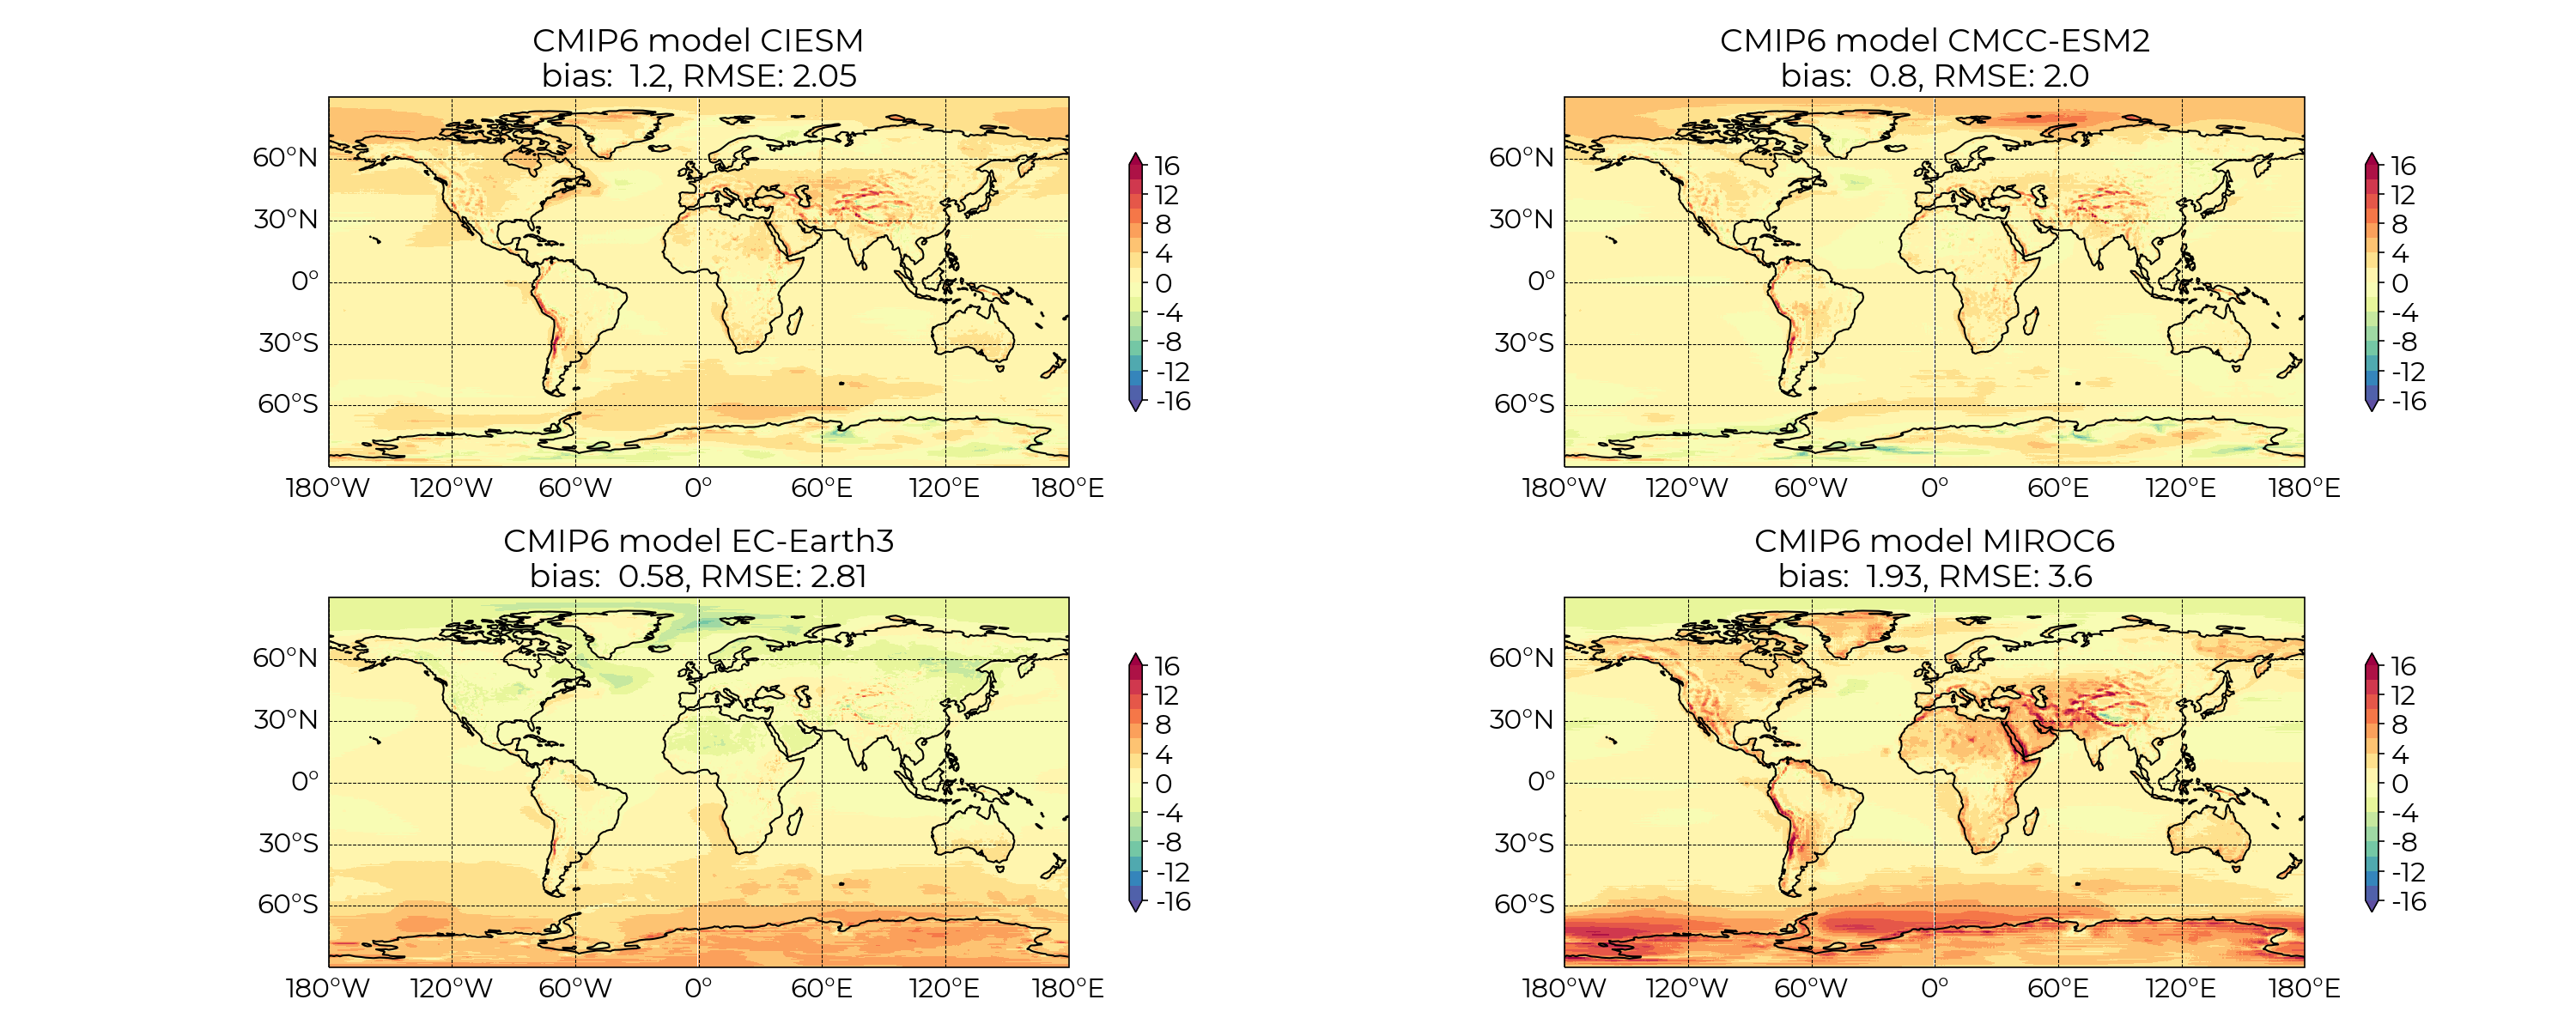 CMIP6 model CIESM
bias:  1.2, RMSE: 2.05
60°N
30°N
0°
30°S
60°S
180°W 120°W 60°W 0° 60°E 120°E 180°E
16
12
8
4
0
-4
-8
-12
-16
CMIP6 model CMCC-ESM2
bias:  0.8, RMSE: 2.0
60°N
30°N
0°
30°S
60°S
180°W 120°W 60°W 0° 60°E 120°E 180°E
16
12
8
4
0
-4
-8
-12
-16
CMIP6 model EC-Earth3
bias:  0.58, RMSE: 2.81
60°N
30°N
0°
30°S
60°S
180°W 120°W 60°W 0° 60°E 120°E 180°E
16
12
8
4
0
-4
-8
-12
-16
CMIP6 model MIROC6
bias:  1.93, RMSE: 3.6
60°N
30°N
0°
30°S
60°S
180°W 120°W 60°W 0° 60°E 120°E 180°E
16
12
8
4
0
-4
-8
-12
-16